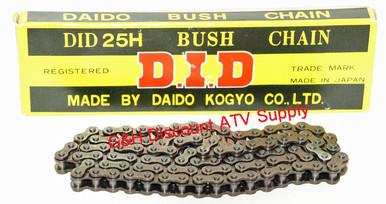 DAIDO BUSH CHAIN
DID 25H BUSH CHAIN
REGISTERED D.I.D TRADE MARK
MADE IN JAPAN
MADE BY DAIDO KOGYO CO., LTD.
G&H Discount ATV Supply